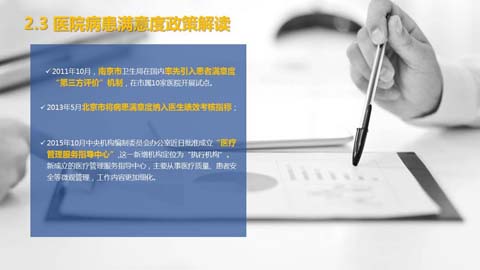 2.3 医院病患满意度政策解读
✓2011年10月，南京市卫生局在国内率先引入患者满意度
“第三方评价”机制，在市属10家医院开展试点。
✓2013年5月北京市将病患满意度纳入医生绩效考核指标；
✓2015年10月中央机构编制委员会办公室近日批准成立“医疗
管理服务指导中心”,这一新增机构定位为“执行机构”。
新成立的医疗管理服务指导中心，主要从事医疗质量、患者安
全等微观管理，工作内容更加细化。